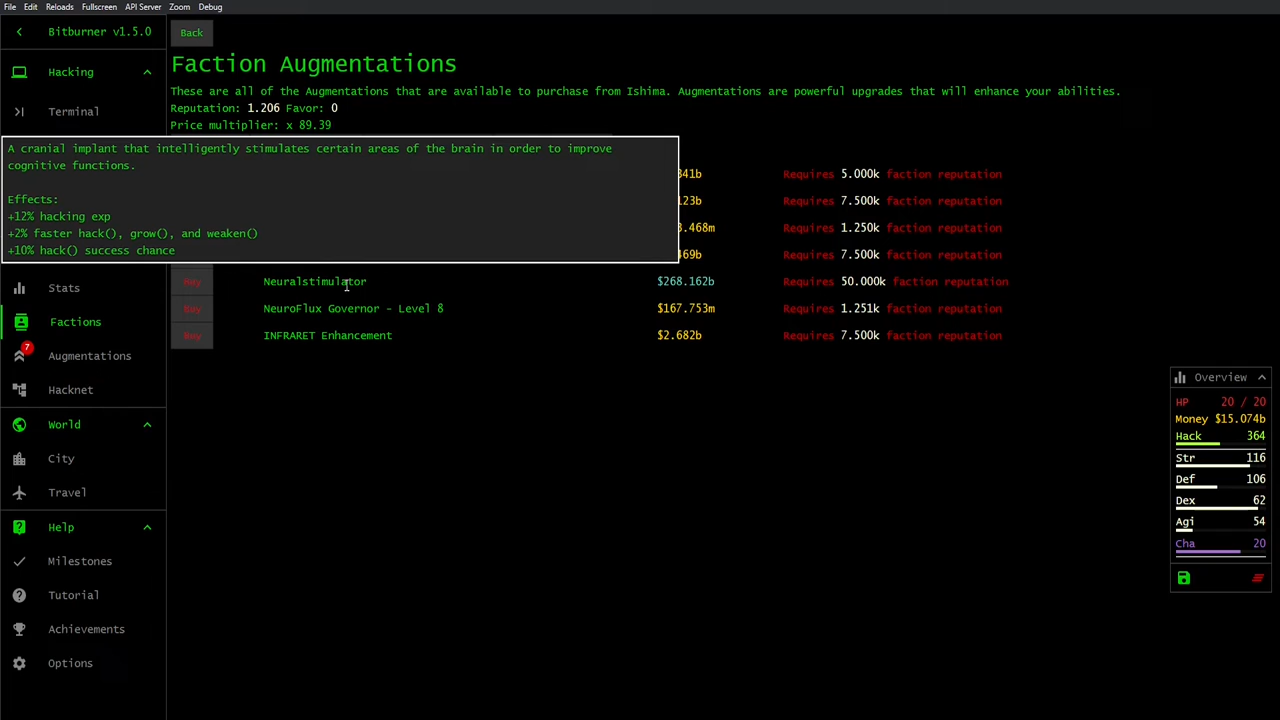 File Edit Reloads Fullscreen API Server Zoom Debug
Bitburner v1.5.0
Back
Hacking
Faction Augmentations
These are all of the Augmentations that are available to purchase from Ishima. Augmentations are powerful upgrades that will enhance your abilities.
Terminal
Reputation: 1.206 Favor: 0
Price multiplier: x 89.39
A cranial implant that intelligently stimulates certain areas of the brain in order to improve
cognitive functions.
Effects:
+12% hacking exp
+2% faster hack(), grow(), and weaken()
+10% hack() success chance
Requires 5.000k faction reputation
Requires 7.500k faction reputation
Requires 1.250k faction reputation
Requires 7.500k faction reputation
Buy Neuralstimulator $268.162b Requires 50.000k faction reputation
Buy NeuroFlux Governor - Level 8 $167.753m Requires 1.251k faction reputation
Buy INFRARET Enhancement $2.682b Requires 7.500k faction reputation
Stats
Factions
7
Augmentations
Hacknet
World
City
Travel
Help
Milestones
Tutorial
Achievements
Options
Overview
HP 20 / 20
Money $15.074b
Hack 364
Str 116
Def 106
Dex 62
Agi 54
Cha 20